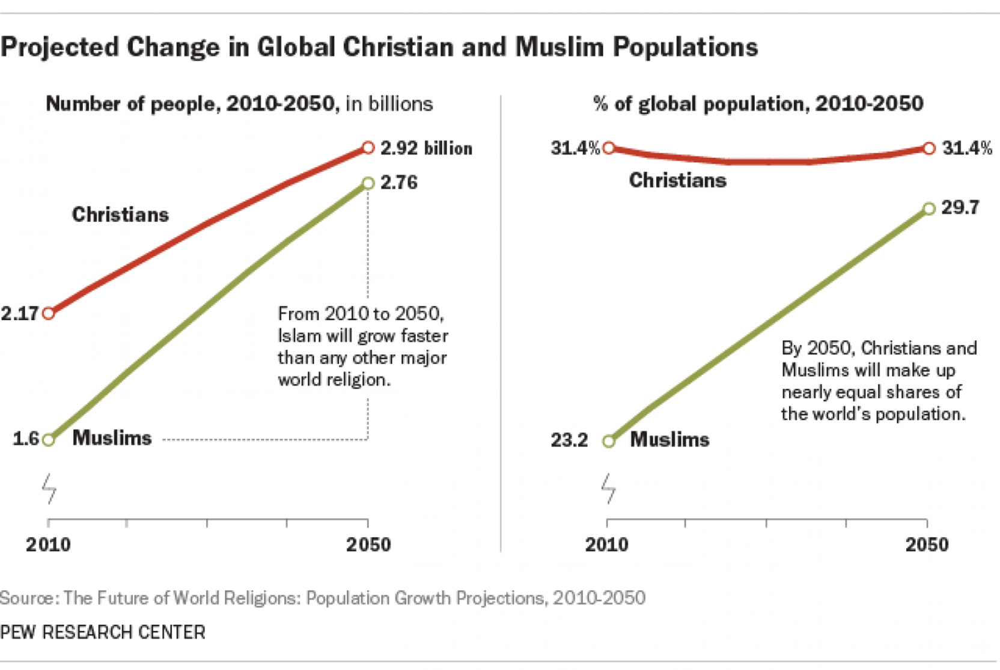 Projected Change in Global Christian and Muslim Populations
Number of people, 2010-2050, in billions
2.92 billion
2.76
Christians
2.17
From 2010 to 2050,
Islam will grow faster
than any other major
world religion.
1.6
Muslims
2010
2050
% of global population, 2010-2050
31.4%
31.4%
Christians
29.7
By 2050, Christians and
Muslims will make up
nearly equal shares of
the world's population.
23.2
Muslims
2010
2050
Source: The Future of World Religions: Population Growth Projections, 2010-2050
PEW RESEARCH CENTER